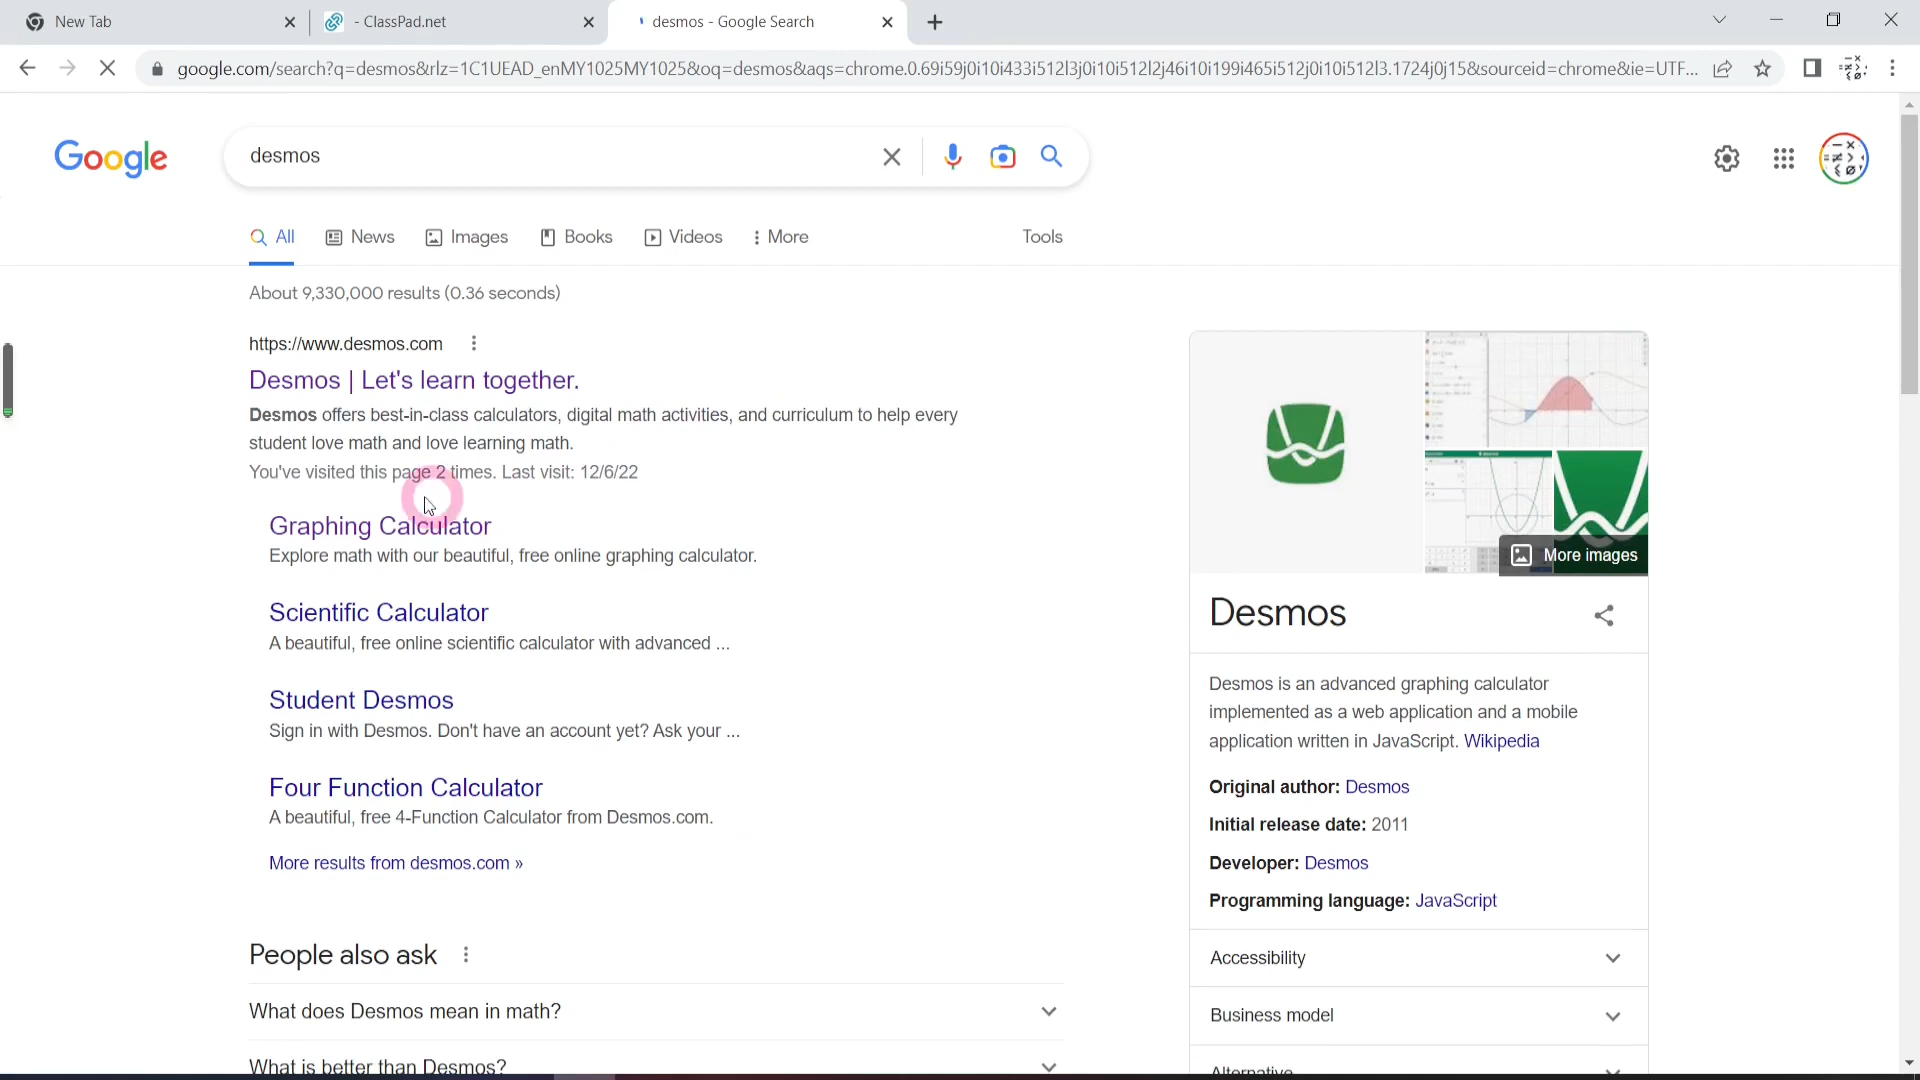 New Tab
- ClassPad.net
desmos - Google Search
google.com/search?q=desmos&rlz=1C1UEAD_enMY1025MY1025&oq=desmos&aqs=chrome.0.69i59j0i10i433i512l3j0i10i512l2j46i10i199i465i512j0i10i512l3.1724j0j15&sourceid=chrome&ie=UTF...
Google
desmos
All
News
Images
Books
Videos
More
Tools
About 9,330,000 results (0.36 seconds)
https://www.desmos.com
Desmos | Let's learn together.
Desmos offers best-in-class calculators, digital math activities, and curriculum to help every
student love math and love learning math.
You've visited this page 2 times. Last visit: 12/6/22
Graphing Calculator
Explore math with our beautiful, free online graphing calculator.
Scientific Calculator
A beautiful, free online scientific calculator with advanced ...
Student Desmos
Sign in with Desmos. Don't have an account yet? Ask your ...
Four Function Calculator
A beautiful, free 4-Function Calculator from Desmos.com.
More results from desmos.com »
People also ask
What does Desmos mean in math?
What is better than Desmos?
More images
Desmos
Desmos is an advanced graphing calculator
implemented as a web application and a mobile
application written in JavaScript. Wikipedia
Original author: Desmos
Initial release date: 2011
Developer: Desmos
Programming language: JavaScript
Accessibility
Business model
Alternative